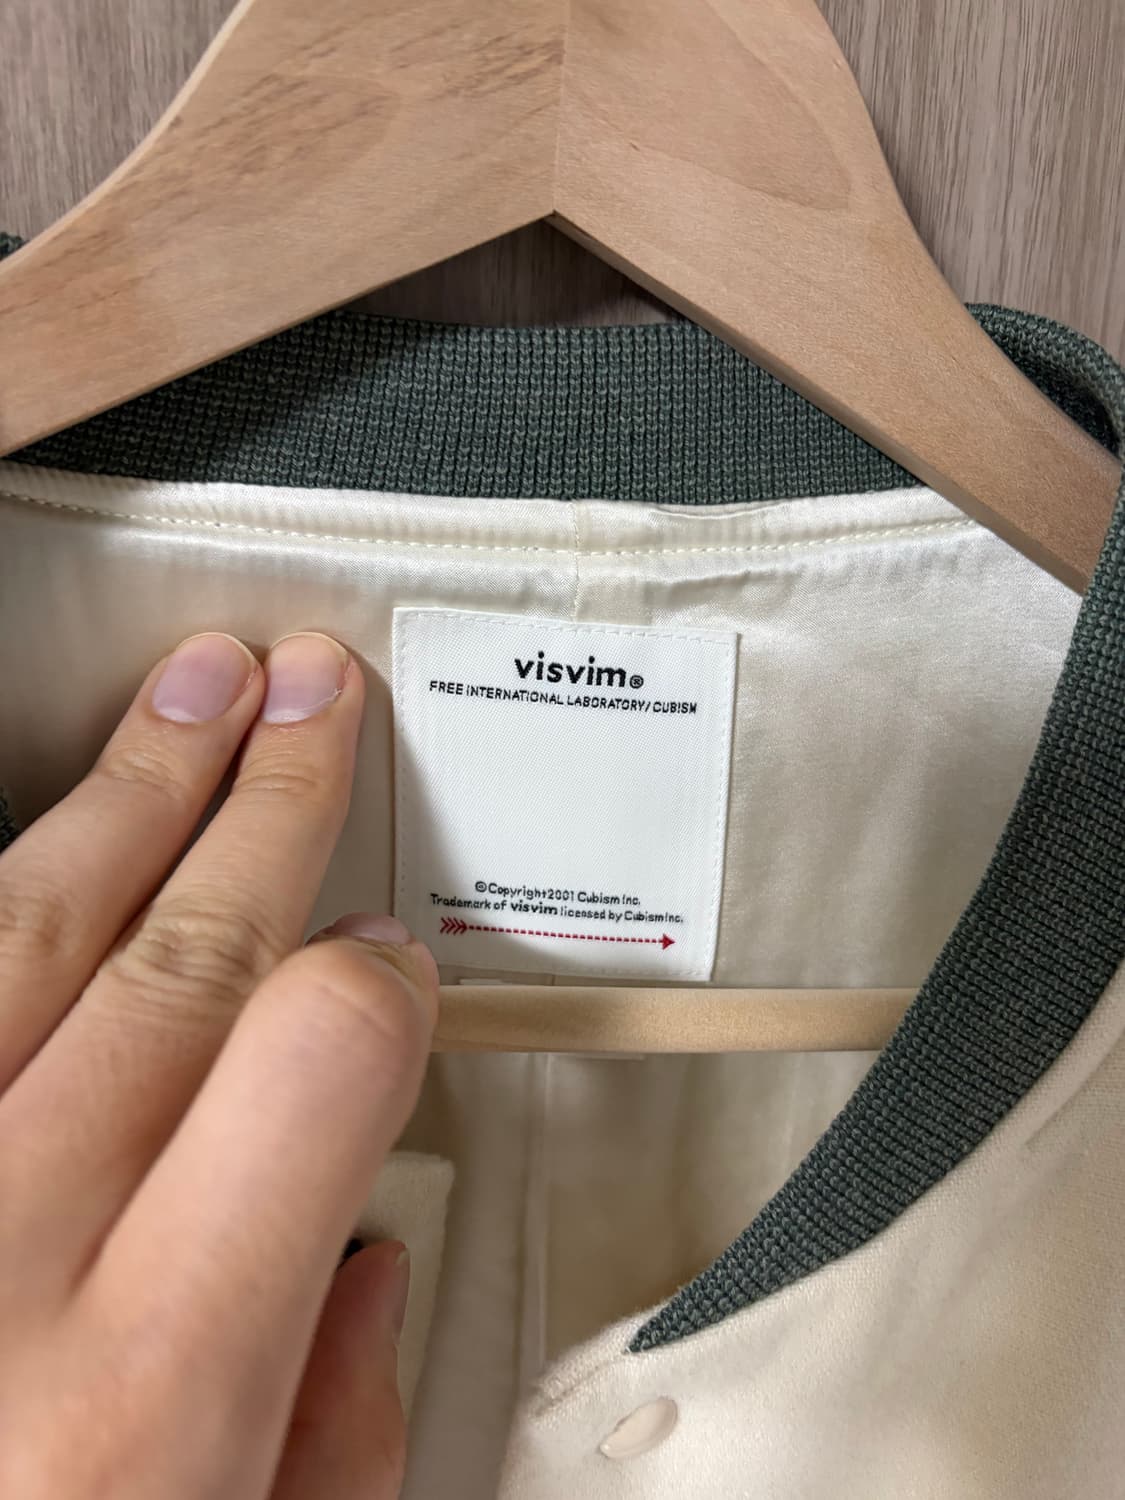 visvim®
FREE INTERNATIONAL LABORATORY/CUBISM
©Copyright2001 Cubism Inc.
Trademark of visvim licensed by Cubism Inc.